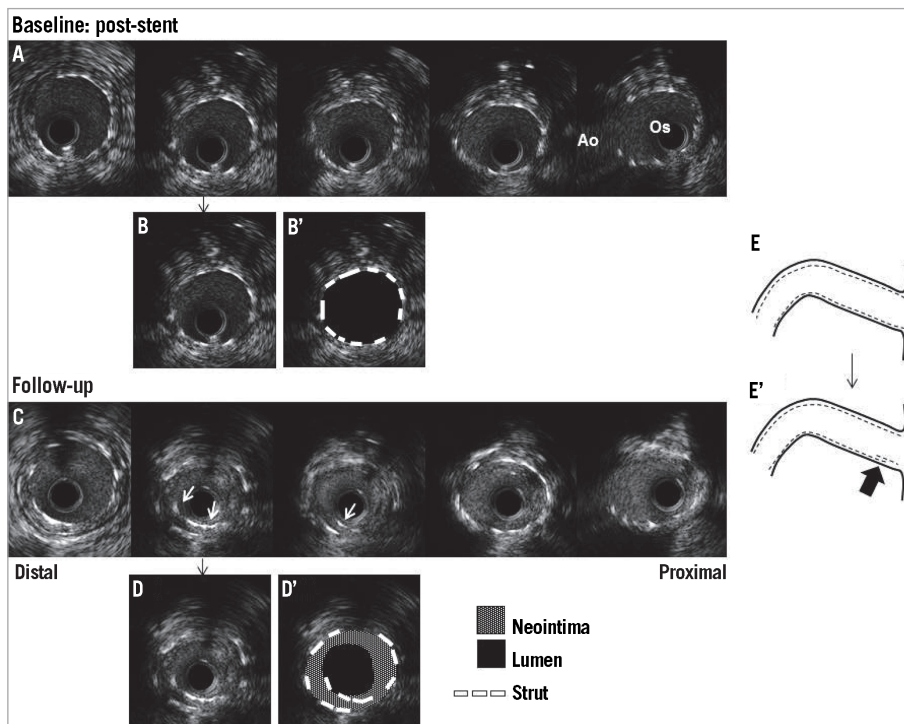 Baseline: post-stent
A
Ao
Os
B
B’
E
Follow-up
E’
C
Distal
Proximal
D
D’
Neointima
Lumen
Strut